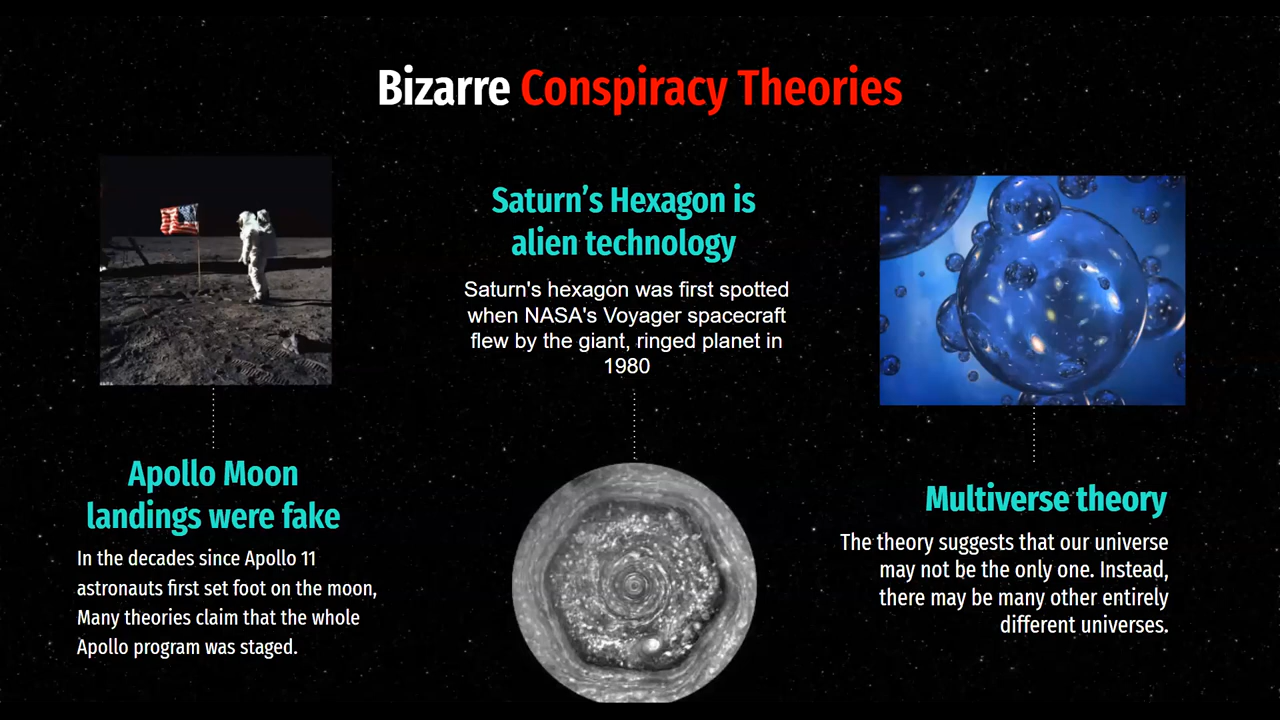 Bizarre Conspiracy Theories
Apollo Moon
landings were fake
In the decades since Apollo 11
astronauts first set foot on the moon,
Many theories claim that the whole
Apollo program was staged.
Saturn’s Hexagon is
alien technology
Saturn's hexagon was first spotted
when NASA's Voyager spacecraft
flew by the giant, ringed planet in
1980
Multiverse theory
The theory suggests that our universe
may not be the only one. Instead,
there may be many other entirely
different universes.